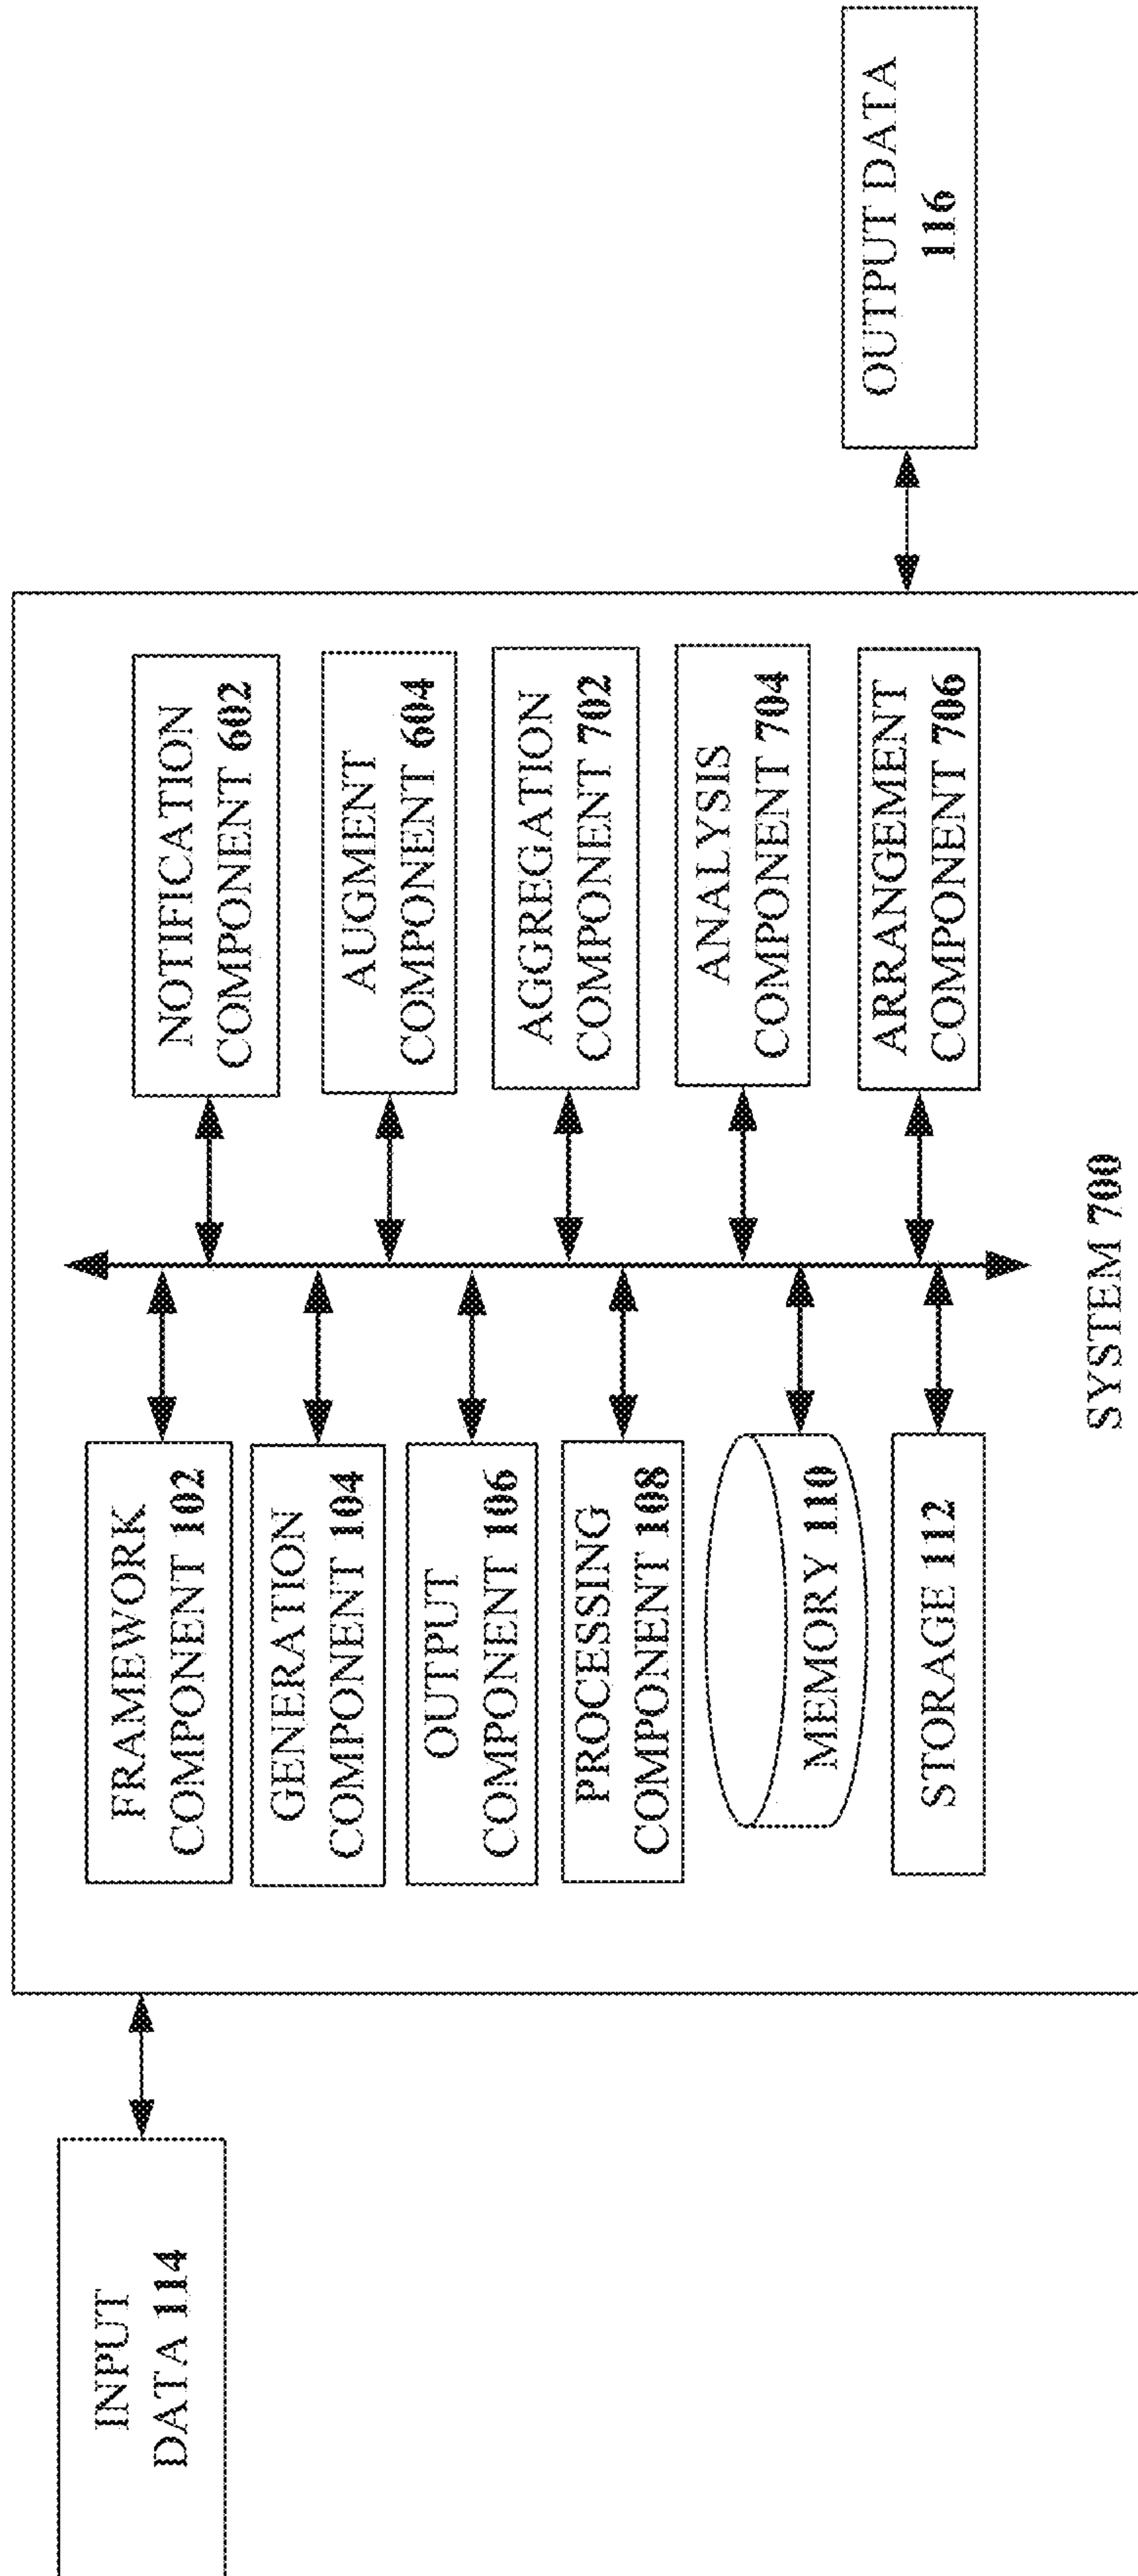 INPUT
DATA 114
FRAMEWORK
COMPONENT 102
GENERATION
COMPONENT 104
OUTPUT
COMPONENT 106
PROCESSING
COMPONENT 108
MEMORY 110
STORAGE 112
NOTIFICATION
COMPONENT 602
AUGMENT
COMPONENT 604
AGGREGATION
COMPONENT 702
ANALYSIS
COMPONENT 704
ARRANGEMENT
COMPONENT 706
SYSTEM 700
OUTPUT DATA
116